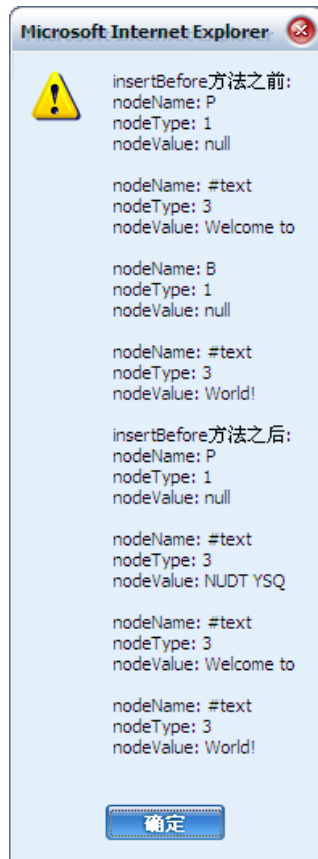 Microsoft Internet Explorer
insertBefore方法之前:
nodeName: P
nodeType: 1
nodeValue: null
nodeName: #text
nodeType: 3
nodeValue: Welcome to
nodeName: B
nodeType: 1
nodeValue: null
nodeName: #text
nodeType: 3
nodeValue: World!
insertBefore方法之后:
nodeName: P
nodeType: 1
nodeValue: null
nodeName: #text
nodeType: 3
nodeValue: NUDT YSQ
nodeName: #text
nodeType: 3
nodeValue: Welcome to
nodeName: #text
nodeType: 3
nodeValue: World!
确定